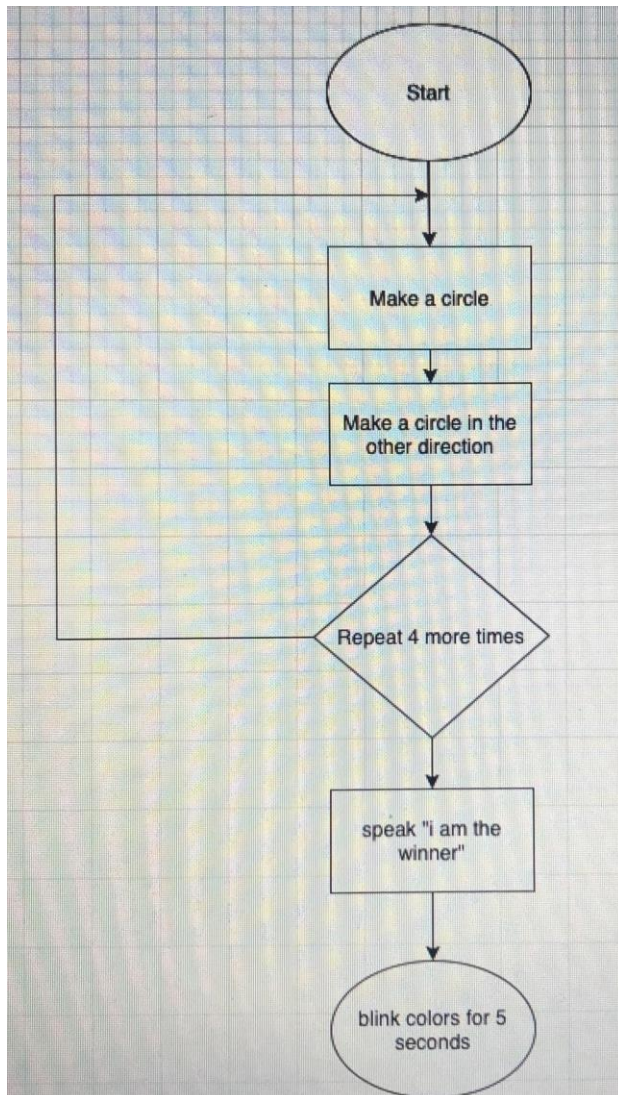 Start
Make a circle
Make a circle in the
other direction
Repeat 4 more times
speak "i am the
winner"
blink colors for 5
seconds